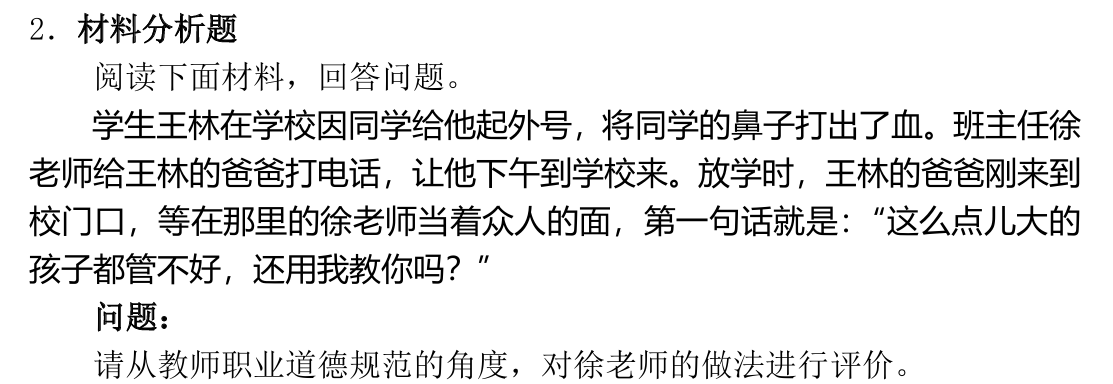 2．材料分析题
阅读下面材料，回答问题。
学生王林在学校因同学给他起外号，将同学的鼻子打出了血。班主任徐
老师给王林的爸爸打电话，让他下午到学校来。放学时，王林的爸爸刚来到
校门口，等在那里的徐老师当着众人的面，第一句话就是：“这么点儿大的
孩子都管不好，还用我教你吗？”
问题：
请从教师职业道德规范的角度，对徐老师的做法进行评价。